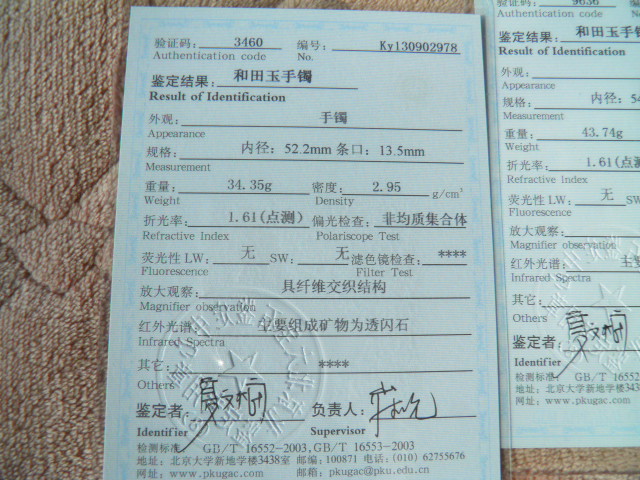 验证码: 3460 编号: Ky130902978
Authentication code No.
鉴定结果: 和田玉手镯
Result of Identification
外观: 手镯
Appearance
规格: 内径: 52.2mm 条口: 13.5mm
Measurement
重量: 34.35g 密度: 2.95 g/cm³
Weight Density
折光率: 1.61(点测) 偏光检查: 非均质集合体
Refractive Index Polariscope Test
荧光性 LW: 无 SW: 无 滤色镜检查: ****
Fluorescence Filter Test
放大观察: 具纤维交织结构
Magnifier observation
红外光谱: 主要组成矿物为透闪石
Infrared Spectra
其它: ****
Others
鉴定者: 负责人:
Identifier Supervisor
检测标准: GB/T 16552-2003,GB/T 16553-2003
地址: 北京大学新地学楼3438室 邮编: 100871 电话: (010) 62755676
网址: www.pkugac.com 邮箱: pkugac@pku.edu.cn
验证码: 9636
Authentication code
鉴定结果: 和田玉手镯
Result of Identification
外观:
Appearance
规格: 内径: 54
Measurement
重量: 43.74g
Weight
折光率: 1.61(点测
Refractive Index
荧光性 LW: 无
Fluorescence
放大观察:
Magnifier observation
红外光谱: 主
Infrared Spectra
其它:
Others
鉴定者:
Identifier
检测标准: GB/T 16552
地址: 北京大学新地学楼34
网址: www.pkugac.com